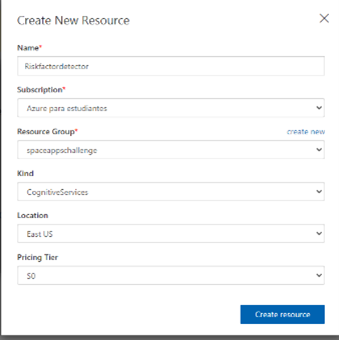 Create New Resource
Name*
Riskfactordetector
Subscription*
Azure para estudiantes
Resource Group*
create new
spaceappschallenge
Kind
CognitiveServices
Location
East US
Pricing Tier
S0
Create resource